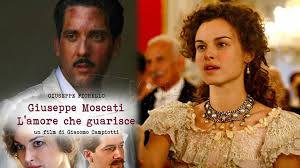 GIUSEPPE FIORELLO
Giuseppe Moscati
L'amore che guarisce
un film di Giacomo Campiotti